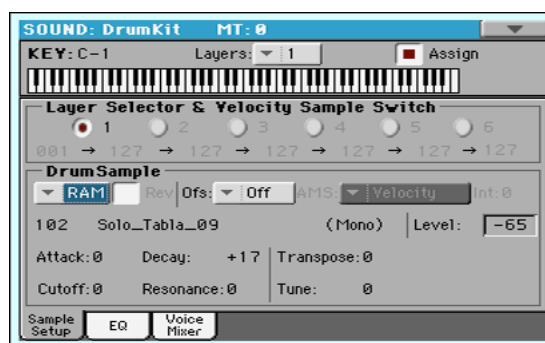 SOUND: DrumKit MT: 0
KEY: C-1 Layers: 1 Assign
Layer Selector & Velocity Sample Switch
1 2 3 4 5 6
001 → 127 → 127 → 127 → 127 → 127 → 127
DrumSample
RAM Rev Ofs: Off AMS: Velocity Int: 0
102 Solo_Tabla_09 (Mono) Level: -65
Attack: 0 Decay: +17 Transpose: 0
Cutoff: 0 Resonance: 0 Tune: 0
Sample Setup EQ Voice Mixer